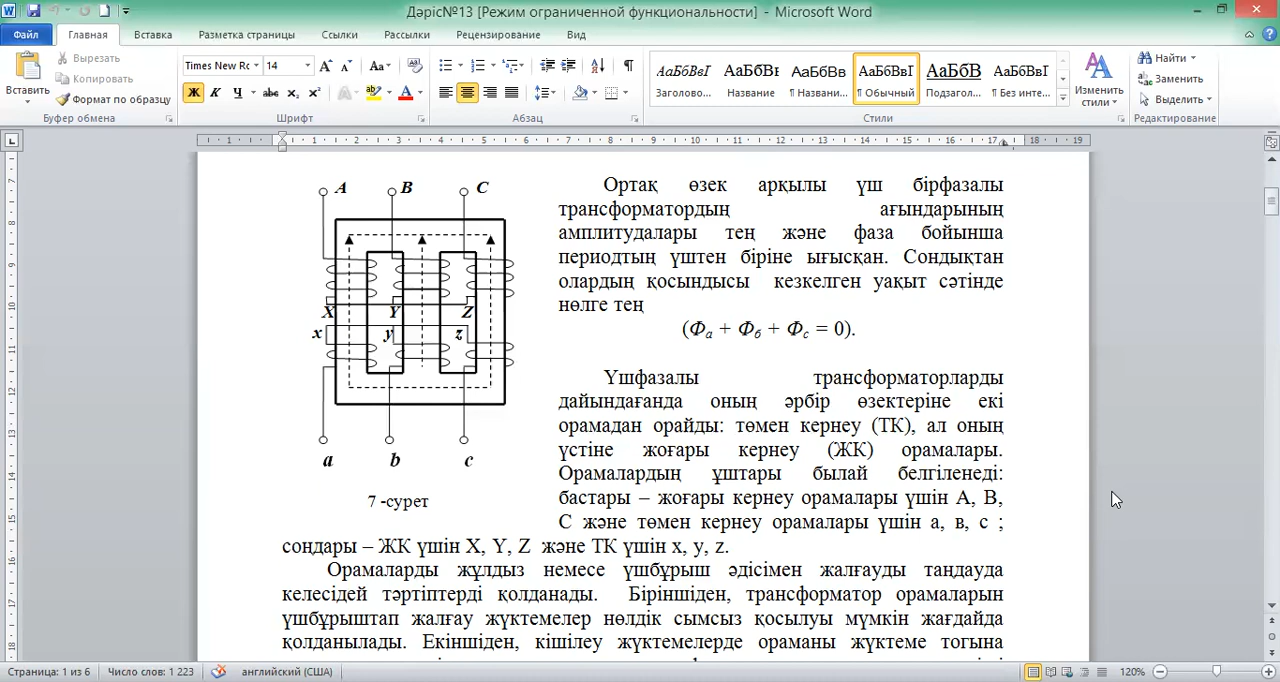 Дәріс№13 [Режим ограниченной функциональности] - Microsoft Word
Файл Главная Вставка Разметка страницы Ссылки Рассылки Рецензирование Вид
Вставить
Вырезать
Копировать
Формат по образцу
Буфер обмена
Times New Rc 14
Шрифт
Абзац
АаБбВвІ АаБбВı АаБбВв АаБбВвІ АаБбВ АаБбВвІ
Заголово... Название ¶ Названи... ¶ Обычный Подзагол... ¶ Без инте...
Стили
Изменить
стили
Найти
Заменить
Выделить
Редактирование
A B C
X Y Z
x y z
a b c
7 -сурет
Ортақ өзек арқылы үш бірфазалы
трансформатордың ағындарының
амплитудалары тең және фаза бойынша
периодтың үштен біріне ығысқан. Сондықтан
олардың қосындысы кезкелген уақыт сәтінде
нөлге тең
(Фа + Фб + Фс = 0).
Үшфазалы трансформаторларды
дайындағанда оның әрбір өзектеріне екі
орамадан орайды: төмен кернеу (ТК), ал оның
үстіне жоғары кернеу (ЖК) орамалары.
Орамалардың ұштары былай белгіленеді:
бастары – жоғары кернеу орамалары үшін А, В,
С және төмен кернеу орамалары үшін а, в, с ;
соңдары – ЖК үшін X, Y, Z және ТК үшін x, y, z.
Орамаларды жұлдыз немесе үшбұрыш әдісімен жалғауды таңдауда
келесідей тәртіптерді қолданады. Біріншіден, трансформатор орамаларын
үшбұрыштап жалғау жүктемелер нөлдік сымсыз қосылуы мүмкін жағдайда
қолданылады. Екіншіден, кішілеу жүктемелерде ораманы жүктеме тогына
Страница: 1 из 6 Число слов: 1 223 английский (США) 120%